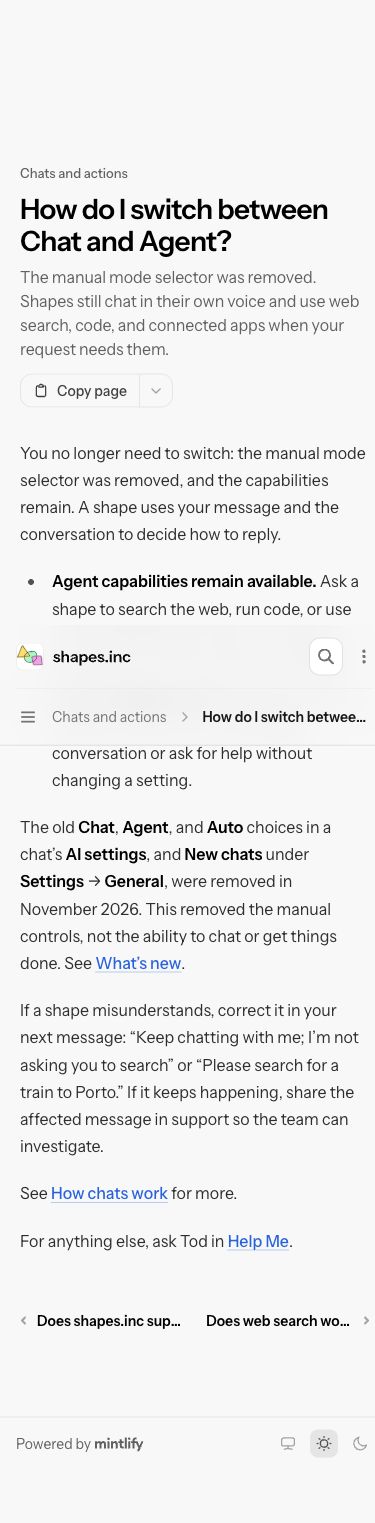 Chats and actions
How do I switch between
Chat and Agent?
The manual mode selector was removed.
Shapes still chat in their own voice and use web
search, code, and connected apps when your
request needs them.
Copy page
You no longer need to switch: the manual mode
selector was removed, and the capabilities
remain. A shape uses your message and the
conversation to decide how to reply.
• Agent capabilities remain available. Ask a
shape to search the web, run code, or use
shapes.inc
Chats and actions > How do I switch betwee...
conversation or ask for help without
changing a setting.
The old Chat, Agent, and Auto choices in a
chat’s AI settings, and New chats under
Settings → General, were removed in
November 2026. This removed the manual
controls, not the ability to chat or get things
done. See What’s new.
If a shape misunderstands, correct it in your
next message: “Keep chatting with me; I’m not
asking you to search” or “Please search for a
train to Porto.” If it keeps happening, share the
affected message in support so the team can
investigate.
See How chats work for more.
For anything else, ask Tod in Help Me.
‹ Does shapes.inc sup... Does web search wo... ›
Powered by mintlify